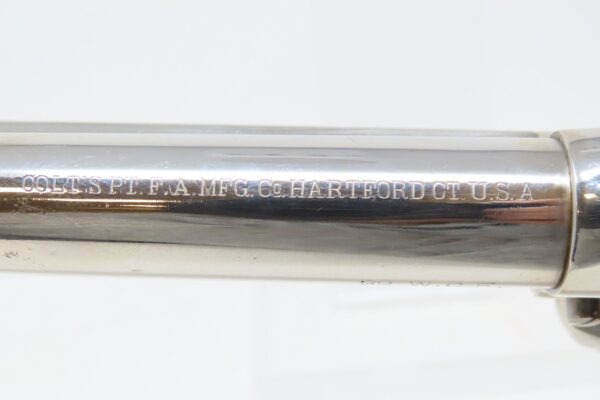 COLT'S PT. F. A. MFG. Co HARTFORD CT. U.S.A